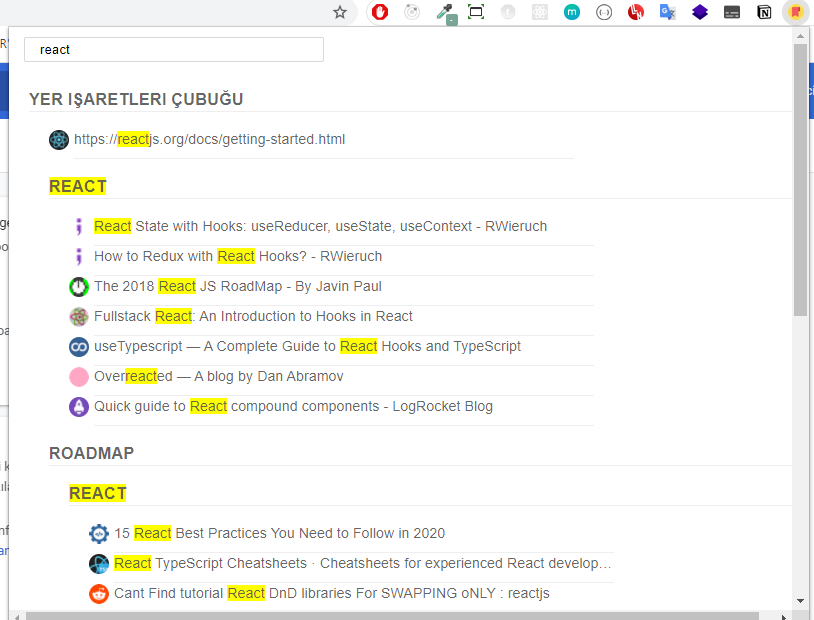 react
YER IŞARETLERI ÇUBUĞU
https://reactjs.org/docs/getting-started.html
REACT
React State with Hooks: useReducer, useState, useContext - RWieruch
How to Redux with React Hooks? - RWieruch
The 2018 React JS RoadMap - By Javin Paul
Fullstack React: An Introduction to Hooks in React
useTypescript — A Complete Guide to React Hooks and TypeScript
Overreacted — A blog by Dan Abramov
Quick guide to React compound components - LogRocket Blog
ROADMAP
REACT
15 React Best Practices You Need to Follow in 2020
React TypeScript Cheatsheets · Cheatsheets for experienced React develop…
Cant Find tutorial React DnD libraries For SWAPPING oNLY : reactjs